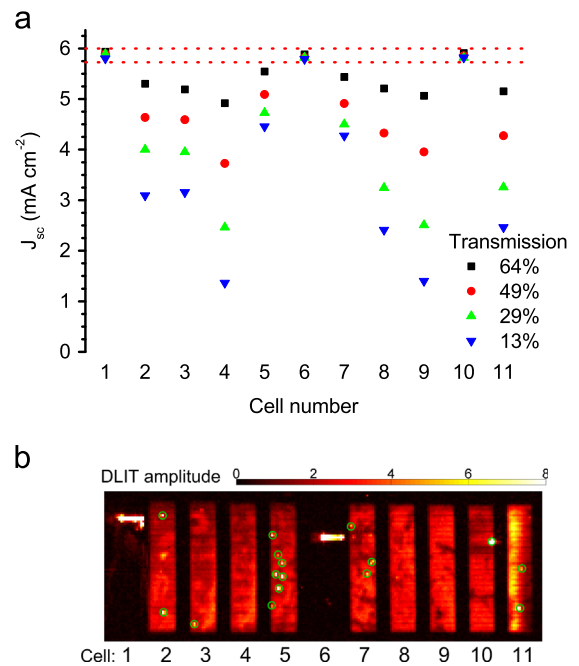 a
6
5
4
3
2
1
0
J_sc (mA cm⁻²)
Transmission
64%
49%
29%
13%
1 2 3 4 5 6 7 8 9 10 11
Cell number
b
DLIT amplitude 0 2 4 6 8
Cell: 1 2 3 4 5 6 7 8 9 10 11